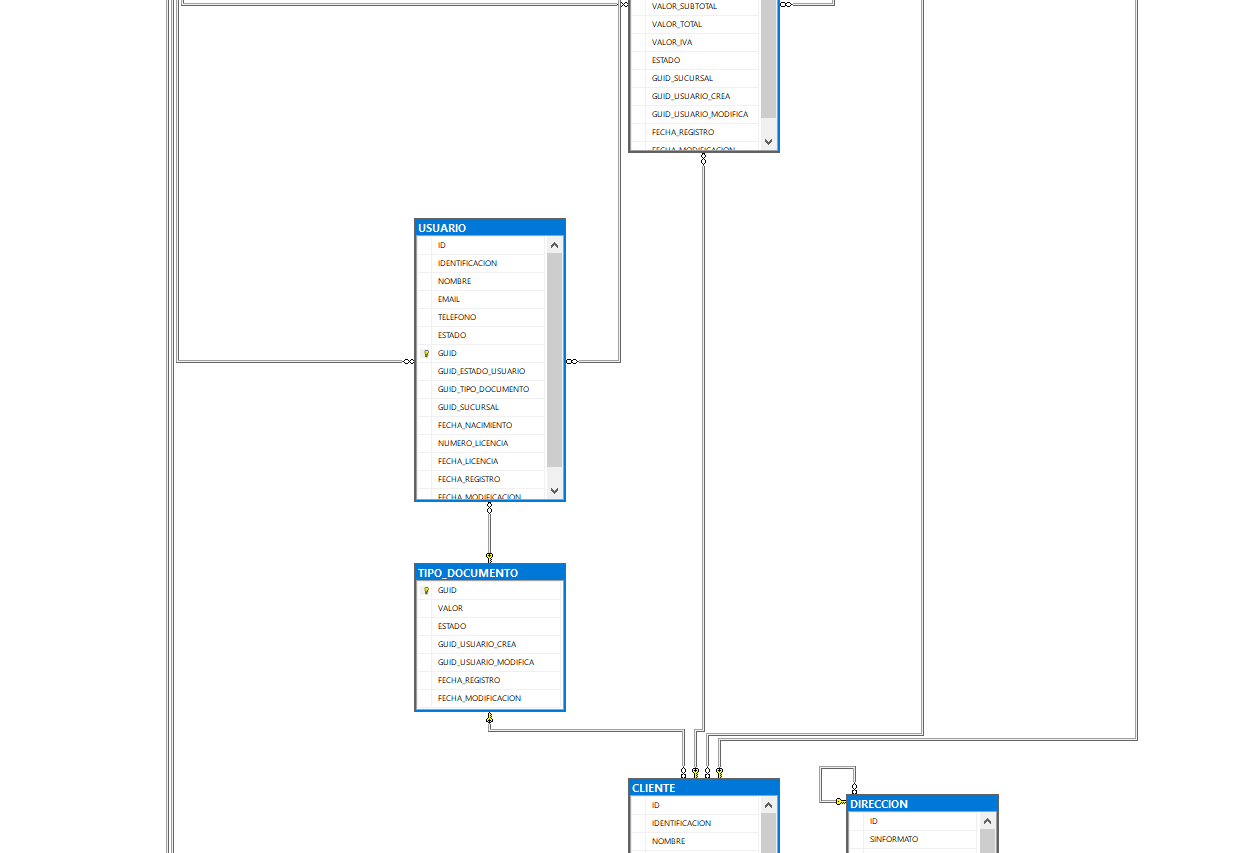 VALOR_SUBTOTAL
VALOR_TOTAL
VALOR_IVA
ESTADO
GUID_SUCURSAL
GUID_USUARIO_CREA
GUID_USUARIO_MODIFICA
FECHA_REGISTRO
FECHA_MODIFICACION
USUARIO
ID
IDENTIFICACION
NOMBRE
EMAIL
TELEFONO
ESTADO
GUID
GUID_ESTADO_USUARIO
GUID_TIPO_DOCUMENTO
GUID_SUCURSAL
FECHA_NACIMIENTO
NUMERO_LICENCIA
FECHA_LICENCIA
FECHA_REGISTRO
FECHA_MODIFICACION
TIPO_DOCUMENTO
GUID
VALOR
ESTADO
GUID_USUARIO_CREA
GUID_USUARIO_MODIFICA
FECHA_REGISTRO
FECHA_MODIFICACION
CLIENTE
ID
IDENTIFICACION
NOMBRE
DIRECCION
ID
SINFORMATO